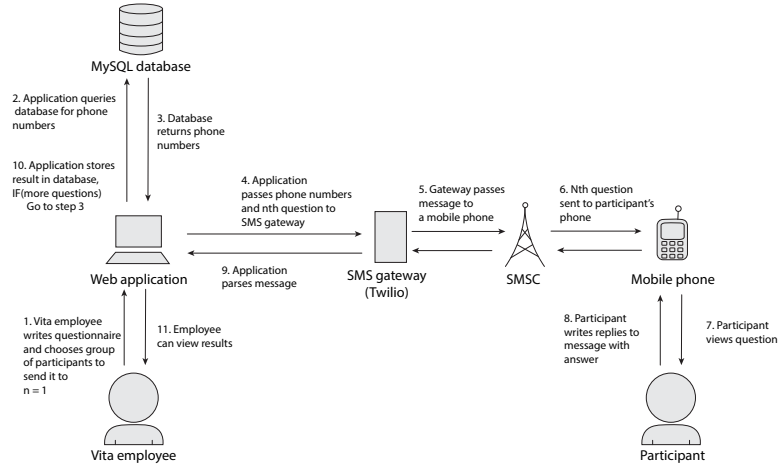 MySQL database
2. Application queries
database for phone
numbers
3. Database
returns phone
numbers
10. Application stores
result in database,
IF(more questions)
Go to step 3
4. Application
passes phone numbers
and nth question to
SMS gateway
5. Gateway passes
message to
a mobile phone
6. Nth question
sent to participant's
phone
Web application
9. Application
parses message
SMS gateway
(Twilio)
SMSC
Mobile phone
1. Vita employee
writes questionnaire
and chooses group
of participants to
send it to
n = 1
11. Employee
can view results
8. Participant
writes replies to
message with
answer
7. Participant
views question
Vita employee
Participant